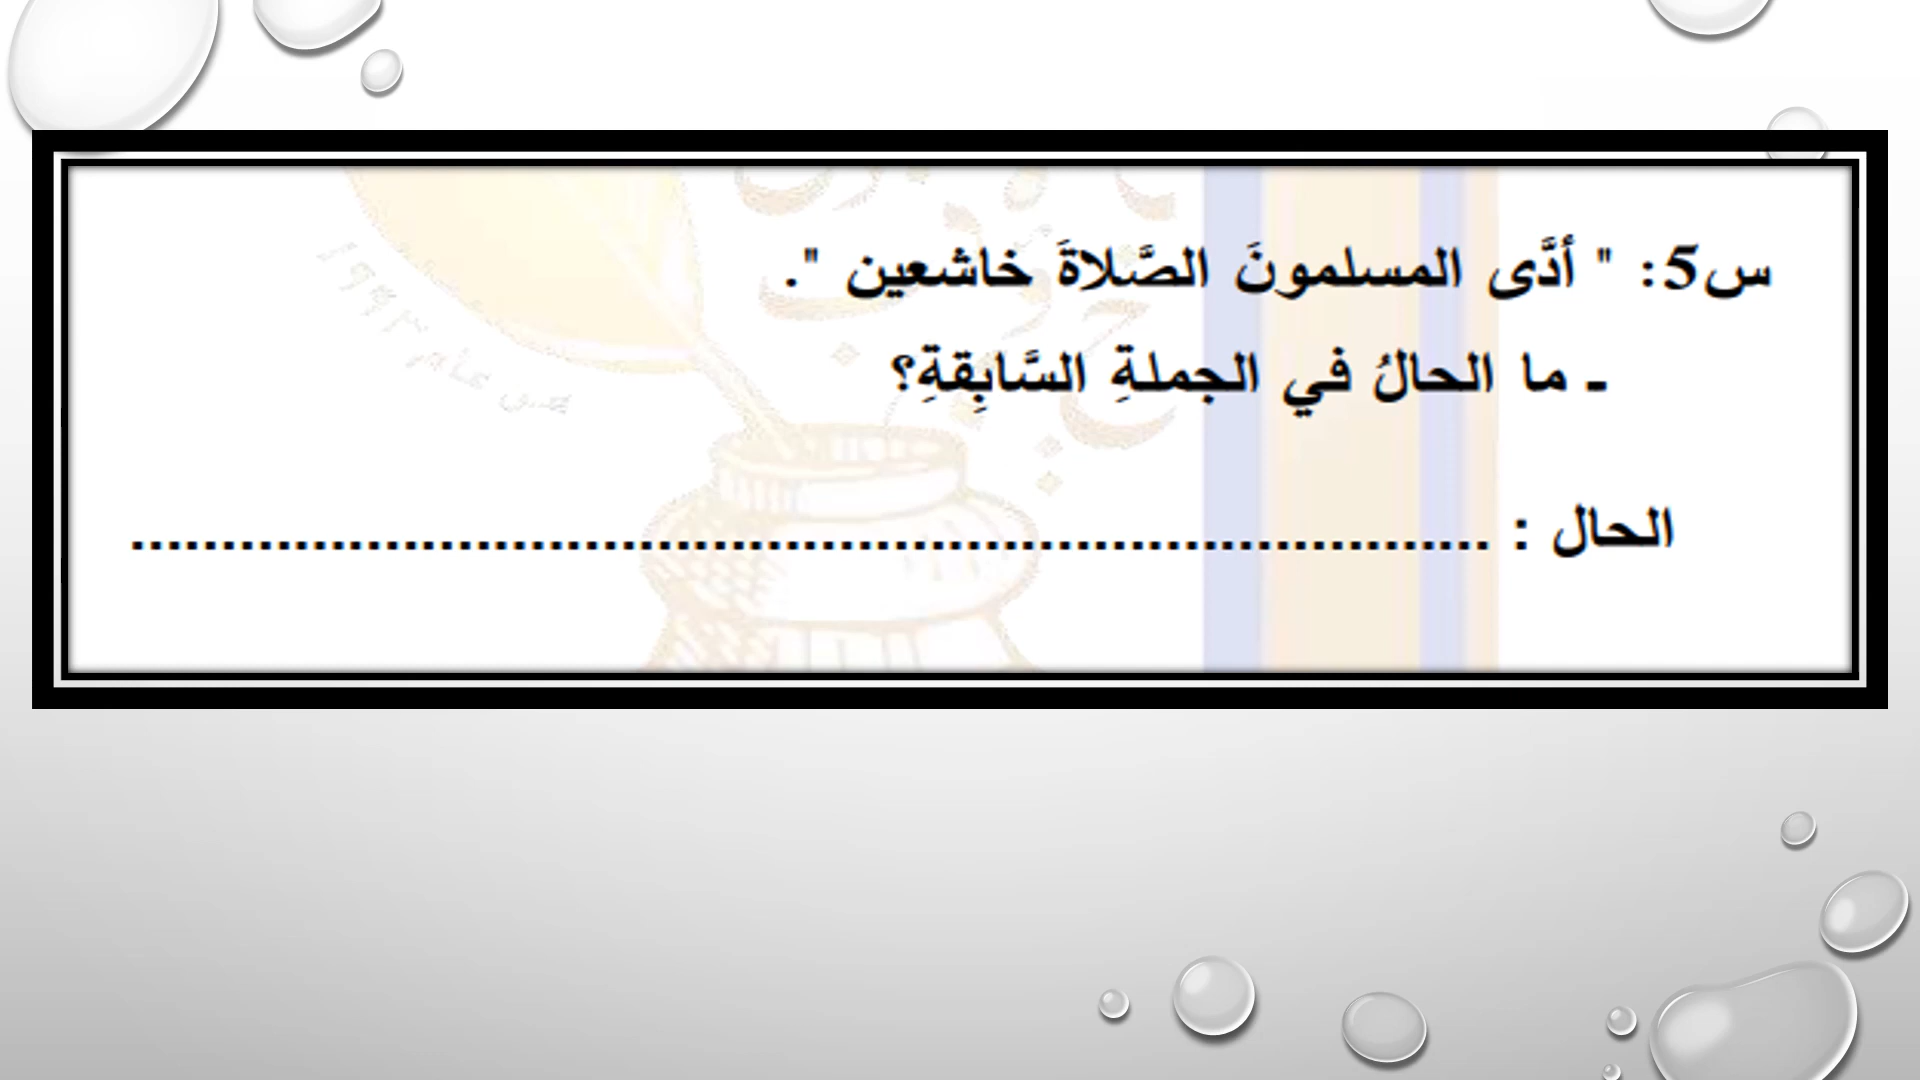 س5: " أدَّى المسلمونَ الصَّلاةَ خاشعين ".
ـ ما الحالُ في الجملةِ السَّابِقةِ؟
الحال : ...........................................................................